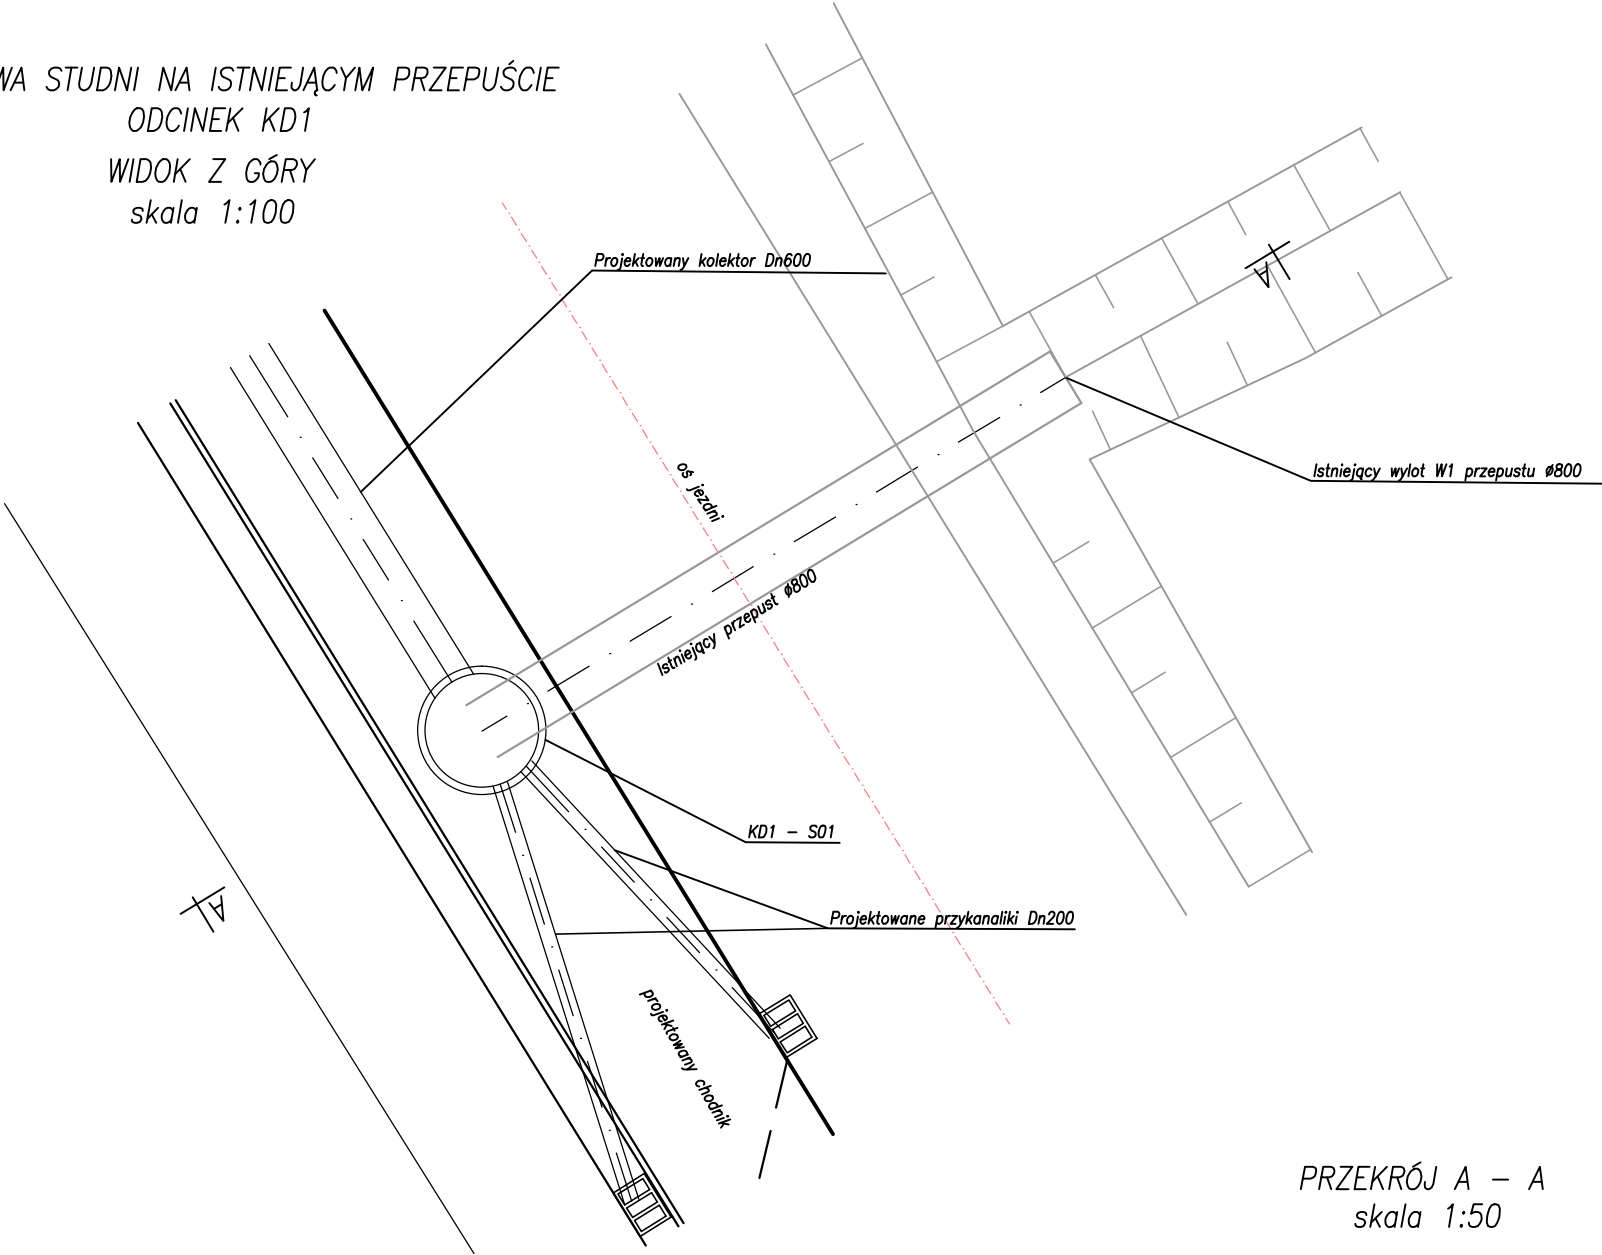 WA STUDNI NA ISTNIEJĄCYM PRZEPUŚCIE
ODCINEK KD1
WIDOK Z GÓRY
skala 1:100
Projektowany kolektor Dn600
A
oś jezdni
Istniejący wylot W1 przepustu ø800
Istniejący przepust ø800
KD1 – S01
A
Projektowane przykanaliki Dn200
projektowany chodnik
PRZEKRÓJ A – A
skala 1:50